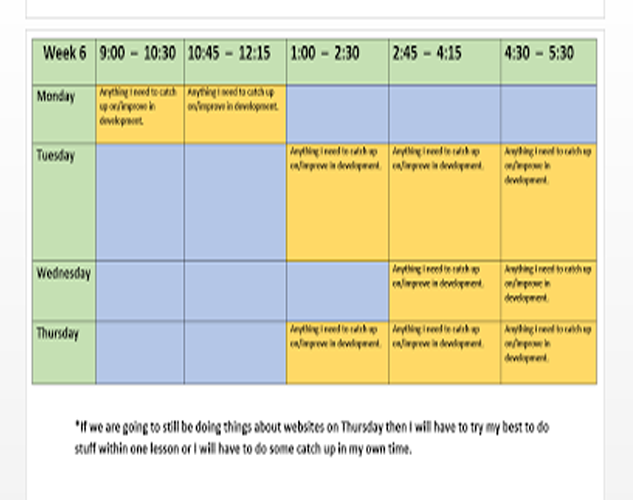 Week 6 9:00 – 10:30 10:45 – 12:15 1:00 – 2:30 2:45 – 4:15 4:30 – 5:30
Monday
Anything I need to catch
up on/improve in
development.
Anything I need to catch up
on/improve in development.
Tuesday
Anything I need to catch up
on/improve in development.
Anything I need to catch up
on/improve in development.
Anything I need to catch up
on/improve in
development.
Wednesday
Anything I need to catch up
on/improve in development.
Anything I need to catch up
on/improve in
development.
Thursday
Anything I need to catch up
on/improve in development.
Anything I need to catch up
on/improve in development.
Anything I need to catch up
on/improve in
development.
*If we are going to still be doing things about websites on Thursday then I will have to try my best to do
stuff within one lesson or I will have to do some catch up in my own time.